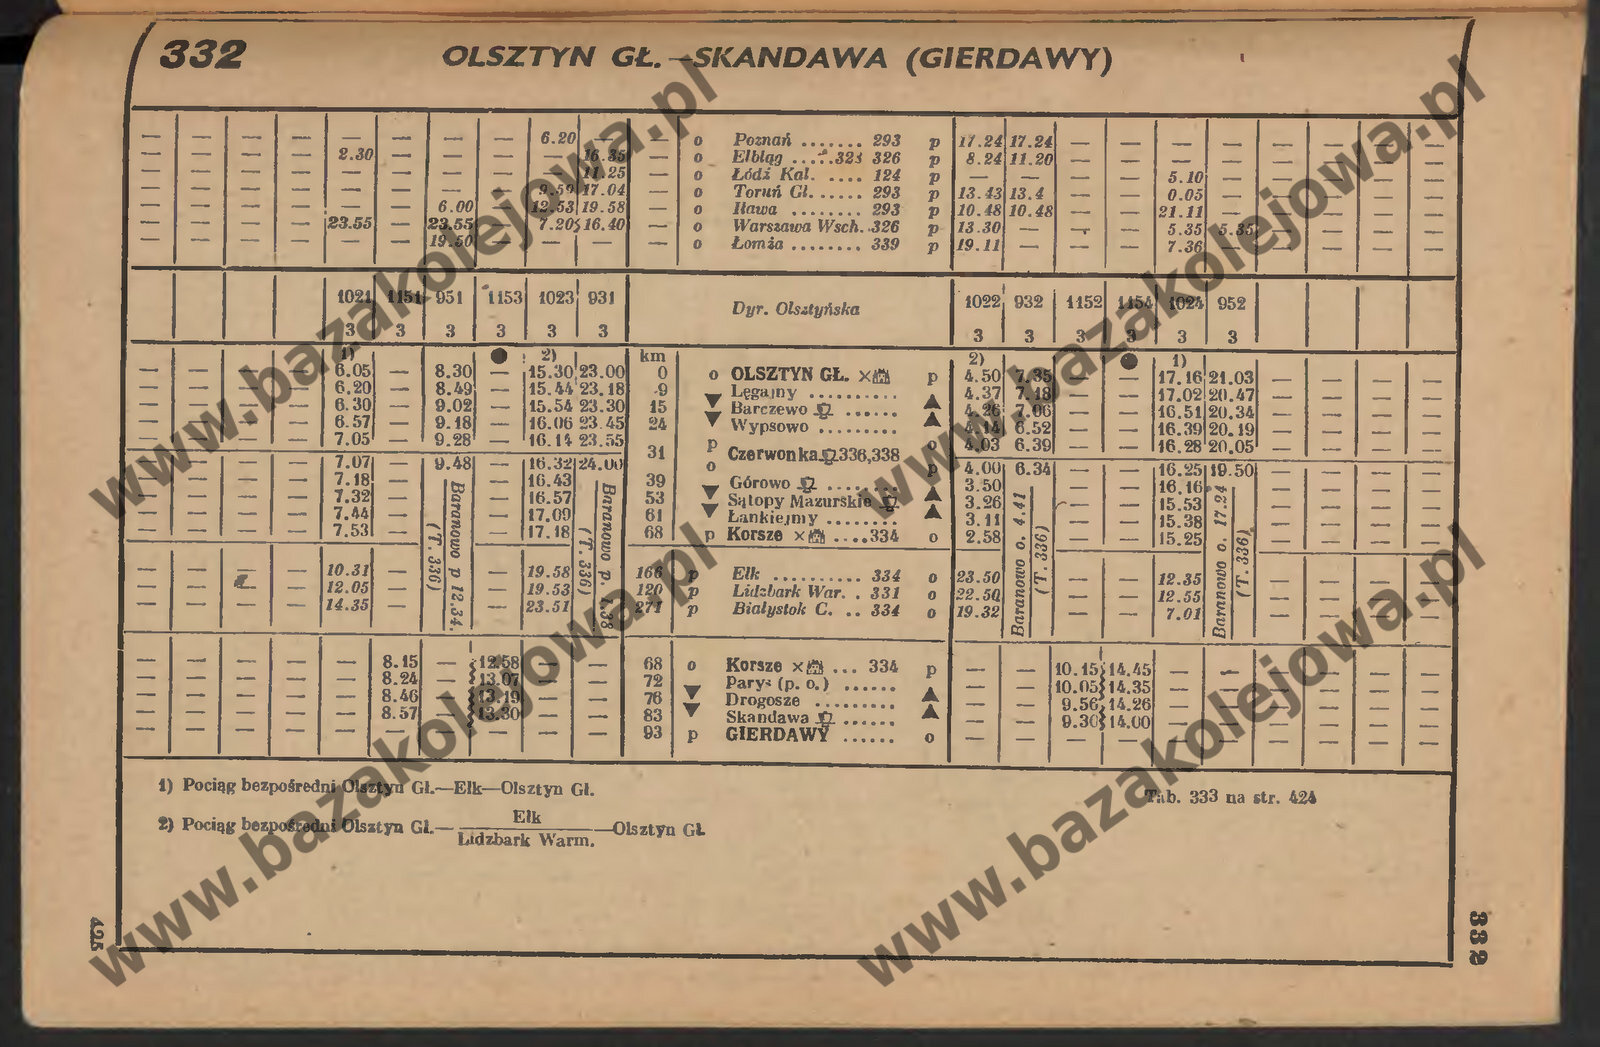 332 OLSZTYN GŁ.—SKANDAWA (GIERDAWY)
— — — — — — — — 6.20 — — o Poznań ....... 293 p 17.24 17.24 — — — — — — — —
— — — — 2.30 — — — — 16.35 — o Elbląg ..... 323 326 p 8.24 11.20 — — — — — — — —
— — — — — — — — — 11.25 — o Łódź Kal. .... 124 p — — — — 5.10 — — — — —
— — — — — — — — 9.59 17.04 — o Toruń Gł. ..... 293 p 13.43 13.4 — — 0.05 — — — — —
— — — — — — 6.00 — 12.53 19.58 — o Iława ........ 293 p 10.48 10.48 — — 21.11 — — — — —
— — — — 23.55 — 23.55 — 7.20 16.40 — o Warszawa Wsch. .326 p 13.30 — — — 5.35 5.35 — — — —
— — — — — — 19.50 — — — — o Łomża ........ 339 p 19.11 — — — 7.36 — — — — —
1021 1151 951 1153 1023 931 Dyr. Olsztyńska 1022 932 1152 1154 1024 952
3 3 3 3 3 3 3 3 3 3 3 3
1) ● 2) km 2) ● 1)
— — — — 6.05 — 8.30 — 15.30 23.00 0 o OLSZTYN GŁ. × p 4.50 7.35 — — 17.16 21.03 — — — —
— — — — 6.20 — 8.49 — 15.44 23.18 9 ▼ Łęgajny .......... 4.37 7.18 — — 17.02 20.47 — — — —
— — — — 6.30 — 9.02 — 15.54 23.30 15 Barczewo ...... ▲ 4.26 7.06 — — 16.51 20.34 — — — —
— — — — 6.57 — 9.18 — 16.06 23.45 24 ▼ Wypsowo ......... ▲ 4.14 6.52 — — 16.39 20.19 — — — —
— — — — 7.05 — 9.28 — 16.14 23.55 31 p Czerwonka 336,338 o 4.03 6.39 — — 16.28 20.05 — — — —
— — — — 7.07 — 9.48 — 16.32 24.00 o p 4.00 6.34 — — 16.25 19.50 — — — —
— — — — 7.18 — — 16.43 39 Górowo ........ 3.50 — — 16.16 — — — —
— — — — 7.32 — — 16.57 53 ▼ Sątopy Mazurskie ▲ 3.26 — — 15.53 — — — —
— — — — 7.44 — — 17.09 61 ▼ Łankiejmy ........ ▲ 3.11 — — 15.38 — — — —
— — — — 7.53 — — 17.18 68 p Korsze × ....334 o 2.58 — — 15.25 — — — —
Baranowo p 12.34.
(T. 336)
Baranowo p. 1.38
(T. 336)
Baranowo o. 4.41
(T. 336)
Baranowo o. 17.24
(T. 336)
— — — — 10.31 — — 19.58 166 p Ełk .......... 334 o 23.50 — — 12.35 — — — —
— — — — 12.05 — — 19.53 120 p Lidzbark War. . 331 o 22.50 — — 12.55 — — — —
— — — — 14.35 — — 23.51 271 p Białystok C. .. 334 o 19.32 — — 7.01 — — — —
— — — — — 8.15 — 12.58 — — 68 o Korsze × ... 334 p — — 10.15 14.45 — — — — — —
— — — — — 8.24 — 13.07 — — 72 Parys (p. o.) ...... — — 10.05 14.35 — — — — — —
— — — — — 8.46 — 13.19 — — 76 ▼ Drogosze ......... ▲ — — 9.56 14.26 — — — — — —
— — — — — 8.57 — 13.30 — — 83 ▼ Skandawa ...... ▲ — — 9.30 14.00 — — — — — —
— — — — — — — — — — 93 p GIERDAWY ...... o — — — — — — — — — —
1) Pociąg bezpośredni Olsztyn Gł.—Ełk—Olsztyn Gł.
Tab. 333 na str. 424
2) Pociąg bezpośredni Olsztyn Gł.— Ełk —Olsztyn Gł.
Lidzbark Warm.
425
332
www.bazakolejowa.pl
www.bazakolejowa.pl
www.bazakolejowa.pl
www.bazakolejowa.pl